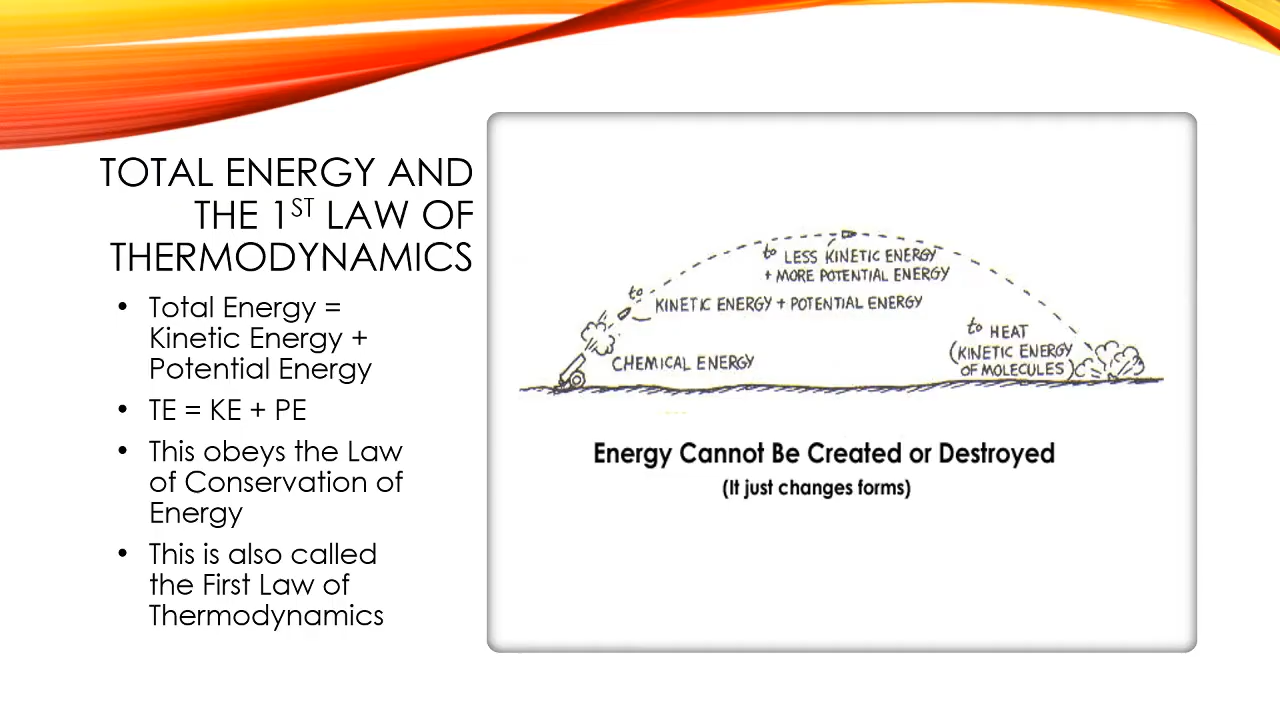 TOTAL ENERGY AND
THE 1ST LAW OF
THERMODYNAMICS
• Total Energy =
Kinetic Energy +
Potential Energy
• TE = KE + PE
• This obeys the Law
of Conservation of
Energy
• This is also called
the First Law of
Thermodynamics
to LESS KINETIC ENERGY
+ MORE POTENTIAL ENERGY
to KINETIC ENERGY + POTENTIAL ENERGY
CHEMICAL ENERGY
to HEAT
(KINETIC ENERGY
OF MOLECULES)
Energy Cannot Be Created or Destroyed
(It just changes forms)